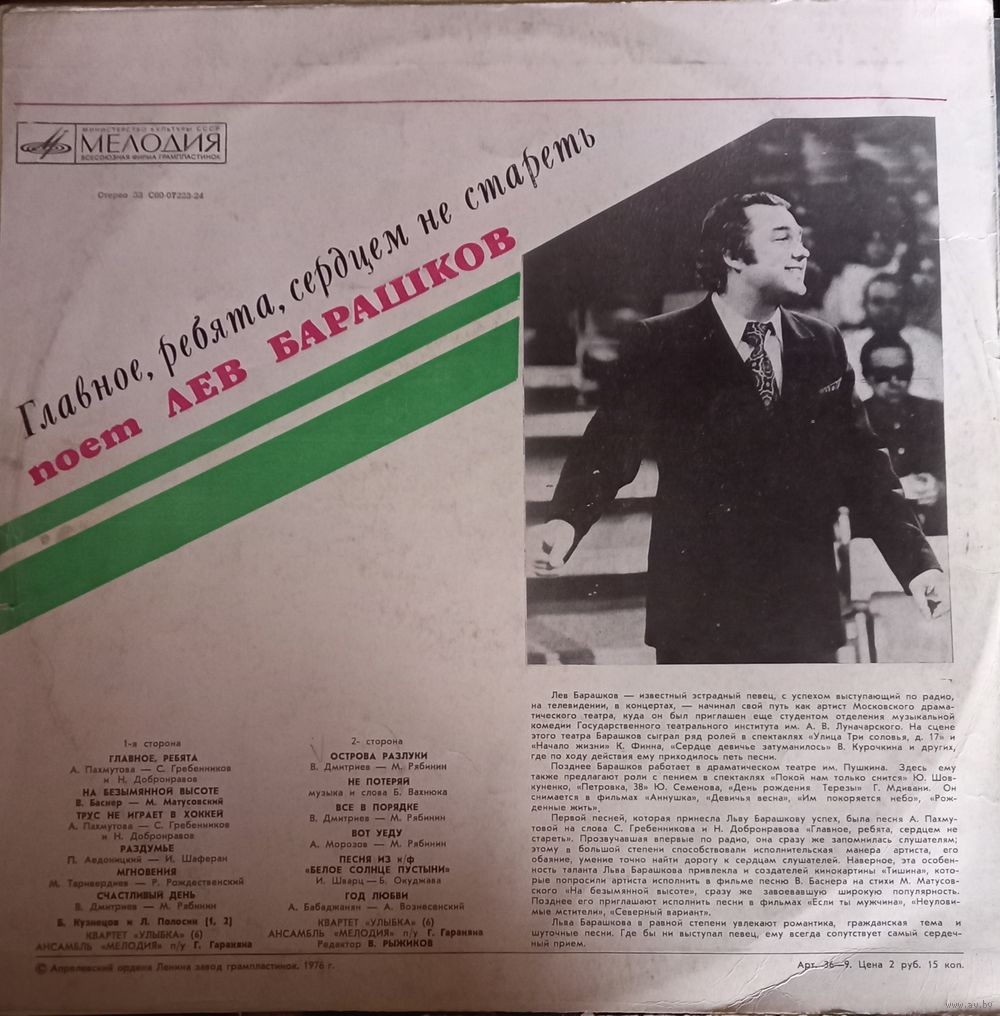 МИНИСТЕРСТВО КУЛЬТУРЫ СССР
МЕЛОДИЯ
ВСЕСОЮЗНАЯ ФИРМА ГРАМПЛАСТИНОК
Стерео 33 С60-07223-24
Главное, ребята, сердцем не стареть
поет ЛЕВ БАРАШКОВ
1-я сторона
ГЛАВНОЕ, РЕБЯТА
А. Пахмутова — С. Гребенников
и Н. Добронравов
НА БЕЗЫМЯННОЙ ВЫСОТЕ
В. Баснер — М. Матусовский
ТРУС НЕ ИГРАЕТ В ХОККЕЙ
А. Пахмутова — С. Гребенников
и Н. Добронравов
РАЗДУМЬЕ
П. Аедоницкий — И. Шаферан
МГНОВЕНИЯ
М. Таривердиев — Р. Рождественский
СЧАСТЛИВЫЙ ДЕНЬ
В. Дмитриев — М. Рябинин
Б. Кузнецов и Л. Полосин (1, 2)
КВАРТЕТ «УЛЫБКА» (6)
АНСАМБЛЬ «МЕЛОДИЯ» п/у Г. Гараняна
2- сторона
ОСТРОВА РАЗЛУКИ
В. Дмитриев — М. Рябинин
НЕ ПОТЕРЯЙ
музыка и слова Б. Вахнюка
ВСЕ В ПОРЯДКЕ
В. Дмитриев — М. Рябинин
ВОТ УЕДУ
А. Морозов — М. Рябинин
ПЕСНЯ ИЗ к/ф
«БЕЛОЕ СОЛНЦЕ ПУСТЫНИ»
И. Шварц — Б. Окуджава
ГОД ЛЮБВИ
А. Бабаджанян — А. Вознесенский
КВАРТЕТ «УЛЫБКА» (6)
АНСАМБЛЬ «МЕЛОДИЯ» п/у Г. Гараняна
Редактор В. РЫЖИКОВ
Лев Барашков — известный эстрадный певец, с успехом выступающий по радио,
на телевидении, в концертах, — начинал свой путь как артист Московского драма-
тического театра, куда он был приглашен еще студентом отделения музыкальной
комедии Государственного театрального института им. А. В. Луначарского. На сцене
этого театра Барашков сыграл ряд ролей в спектаклях «Улица Три соловья, д. 17» и
«Начало жизни» К. Финна, «Сердце девичье затуманилось» В. Курочкина и других,
где по ходу действия ему приходилось петь песни.
Позднее Барашков работает в драматическом театре им. Пушкина. Здесь ему
также предлагают роли с пением в спектаклях «Покой нам только снится» Ю. Шов-
куненко, «Петровка, 38» Ю. Семенова, «День рождения Терезы» Г. Мдивани. Он
снимается в фильмах «Аннушка», «Девичья весна», «Им покоряется небо», «Рож-
денные жить».
Первой песней, которая принесла Льву Барашкову успех, была песня А. Пахму-
товой на слова С. Гребенникова и Н. Добронравова «Главное, ребята, сердцем не
стареть». Прозвучавшая впервые по радио, она сразу же запомнилась слушателям;
этому в большой степени способствовали исполнительская манера артиста, его
обаяние, умение точно найти дорогу к сердцам слушателей. Наверное, эта особен-
ность таланта Льва Барашкова привлекла и создателей кинокартины «Тишина», кото-
рые попросили артиста исполнить в фильме песню В. Баснера на стихи М. Матусов-
ского «На безымянной высоте», сразу же завоевавшую широкую популярность.
Позднее его приглашают исполнить песни в фильмах «Если ты мужчина», «Неулови-
мые мстители», «Северный вариант».
Льва Барашкова в равной степени увлекают романтика, гражданская тема и
шуточные песни. Где бы ни выступал певец, ему всегда сопутствует самый сердеч-
ный прием.
© Апрелевский ордена Ленина завод грампластинок. 1976 г.
Арт. 36—9. Цена 2 руб. 15 коп.
www.ay.by